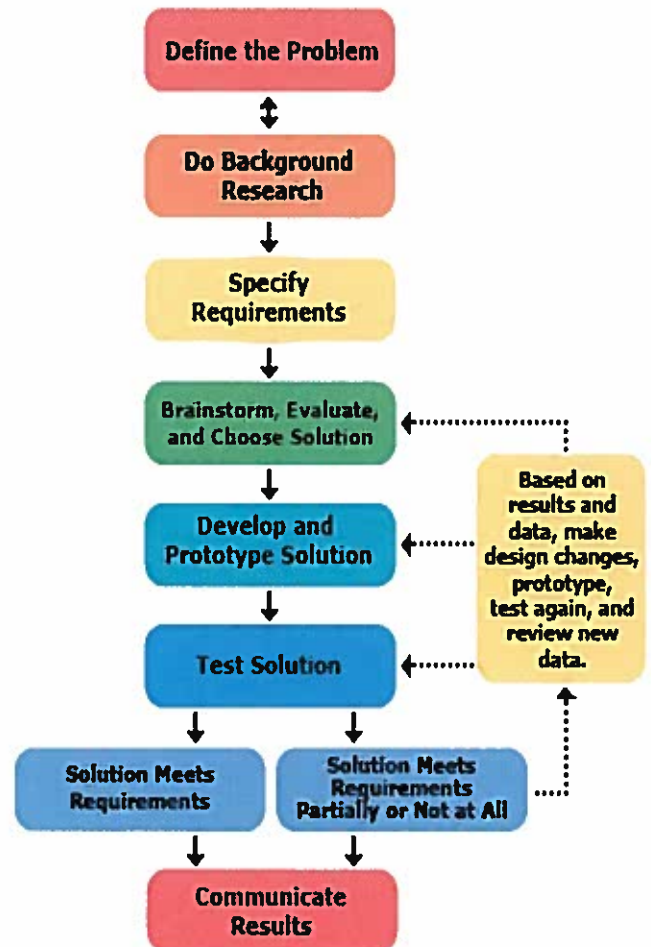 Define the Problem
Do Background
Research
Specify
Requirements
Brainstorm, Evaluate,
and Choose Solution
Develop and
Prototype Solution
Test Solution
Solution Meets
Requirements
Solution Meets
Requirements
Partially or Not at All
Based on
results and
data, make
design changes,
prototype,
test again, and
review new
data.
Communicate
Results